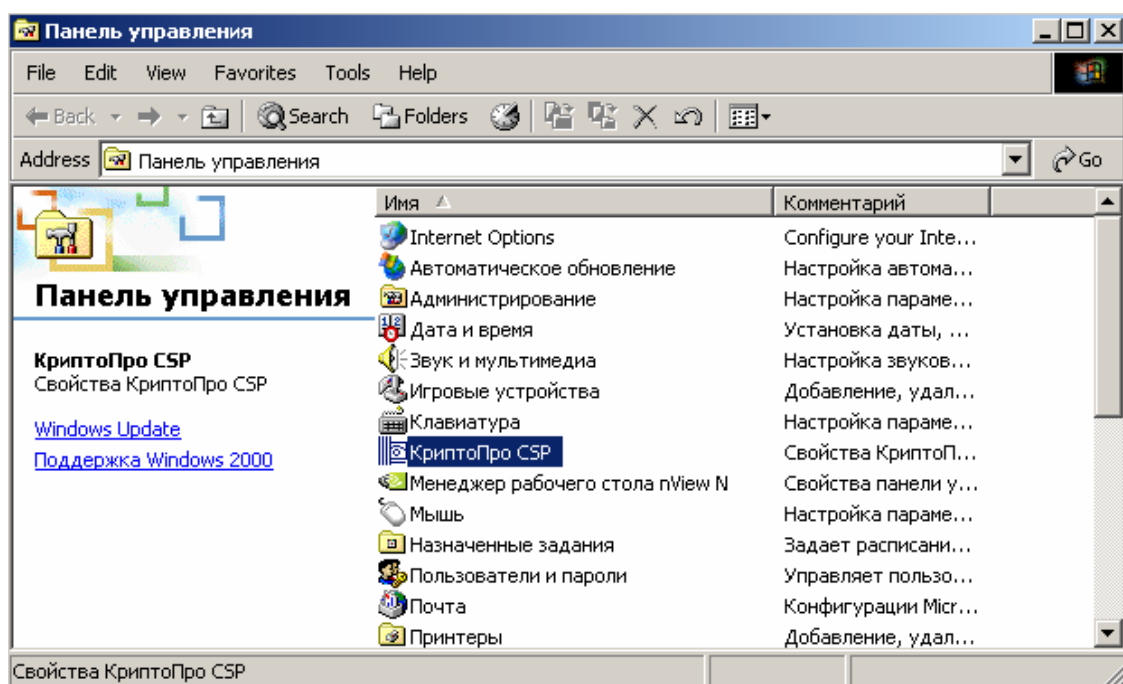 Панель управления
File Edit View Favorites Tools Help
Back Search Folders
Address Панель управления Go
Имя Комментарий
Internet Options Configure your Inte...
Автоматическое обновление Настройка автома...
Администрирование Настройка параме...
Дата и время Установка даты, ...
Звук и мультимедиа Настройка звуков...
Игровые устройства Добавление, удал...
Клавиатура Настройка параме...
КриптоПро CSP Свойства КриптоП...
Менеджер рабочего стола nView N Свойства панели у...
Мышь Настройка параме...
Назначенные задания Задает расписани...
Пользователи и пароли Управляет пользо...
Почта Конфигурации Micr...
Принтеры Добавление, удал...
Панель управления
КриптоПро CSP
Свойства КриптоПро CSP
Windows Update
Поддержка Windows 2000
Свойства КриптоПро CSP